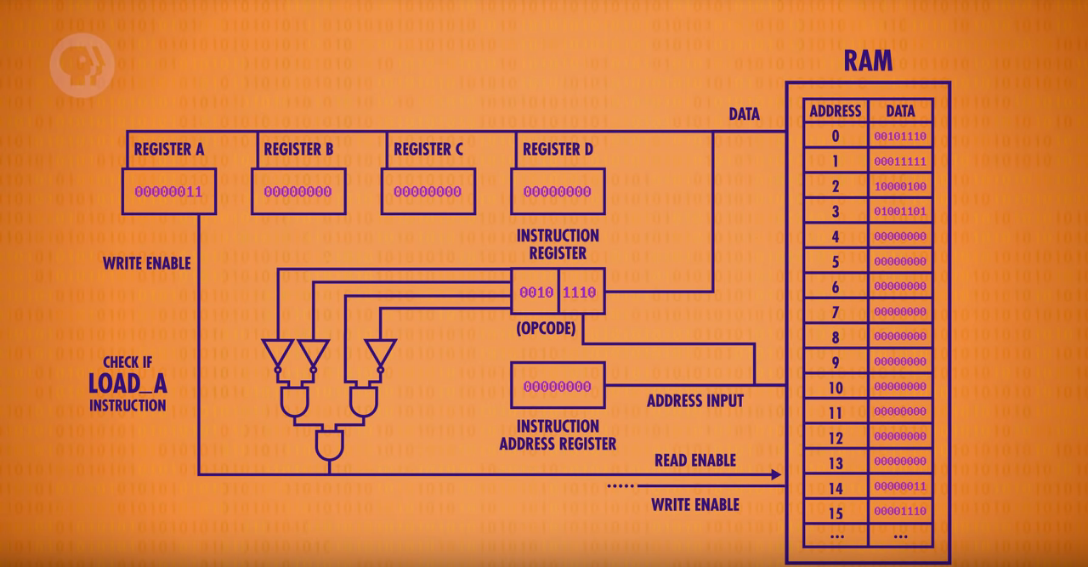 RAM
DATA
ADDRESS DATA
0 00101110
1 00011111
2 10000100
3 01001101
4 00000000
5 00000000
6 00000000
7 00000000
8 00000000
9 00000000
10 00000000
11 00000000
12 00000000
13 00000000
14 00000011
15 00001110
... ...
REGISTER A
00000011
REGISTER B
00000000
REGISTER C
00000000
REGISTER D
00000000
WRITE ENABLE
INSTRUCTION
REGISTER
0010 1110
(OPCODE)
CHECK IF
LOAD_A
INSTRUCTION
00000000
INSTRUCTION
ADDRESS REGISTER
ADDRESS INPUT
READ ENABLE
WRITE ENABLE